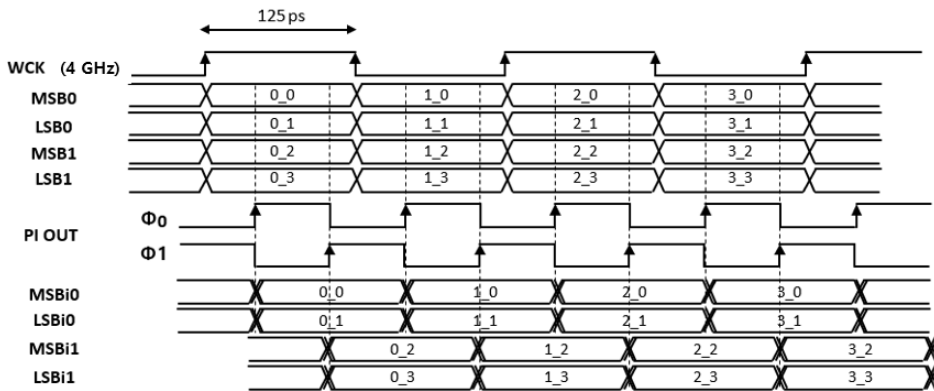 125 ps
WCK (4 GHz)
MSB0 0_0 1_0 2_0 3_0
LSB0 0_1 1_1 2_1 3_1
MSB1 0_2 1_2 2_2 3_2
LSB1 0_3 1_3 2_3 3_3
Φ0
PI OUT
Φ1
MSBi0 0_0 1_0 2_0 3_0
LSBi0 0_1 1_1 2_1 3_1
MSBi1 0_2 1_2 2_2 3_2
LSBi1 0_3 1_3 2_3 3_3